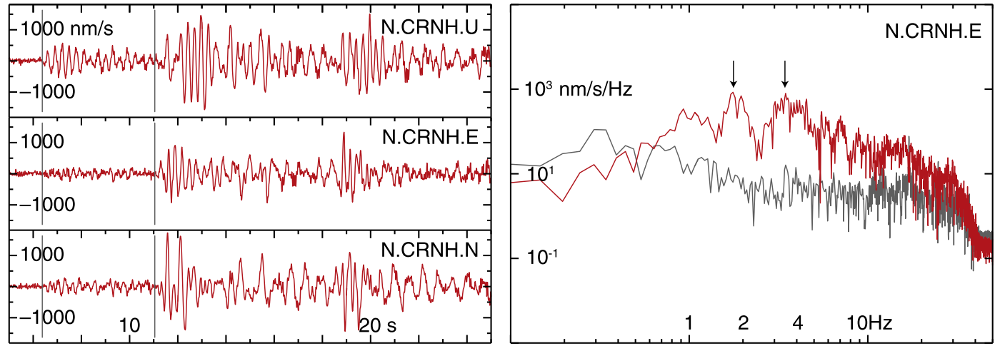 1000 nm/s
N.CRNH.U
−1000
1000
N.CRNH.E
−1000
1000
N.CRNH.N
−1000
10
20 s
N.CRNH.E
10³ nm/s/Hz
10¹
10⁻¹
1
2
4
10Hz